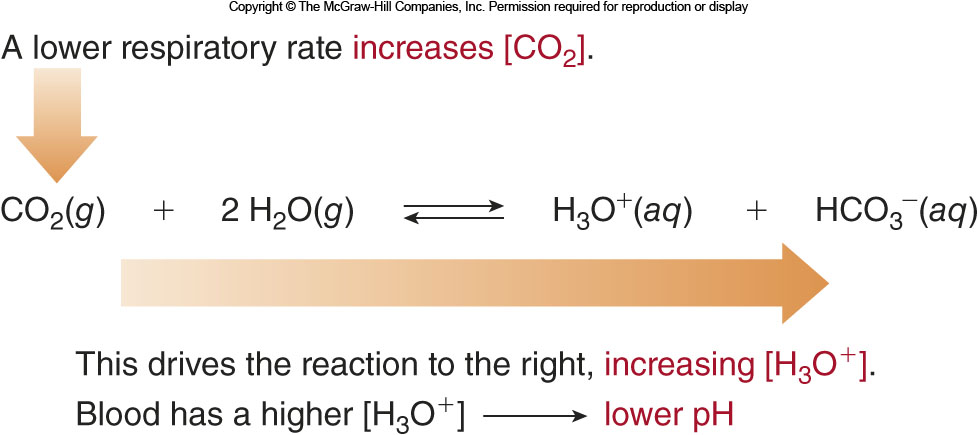 Copyright © The McGraw-Hill Companies, Inc. Permission required for reproduction or display
A lower respiratory rate increases [CO₂].
CO₂(g) + 2 H₂O(g) ⇌ H₃O⁺(aq) + HCO₃⁻(aq)
This drives the reaction to the right, increasing [H₃O⁺].
Blood has a higher [H₃O⁺] ⟶ lower pH